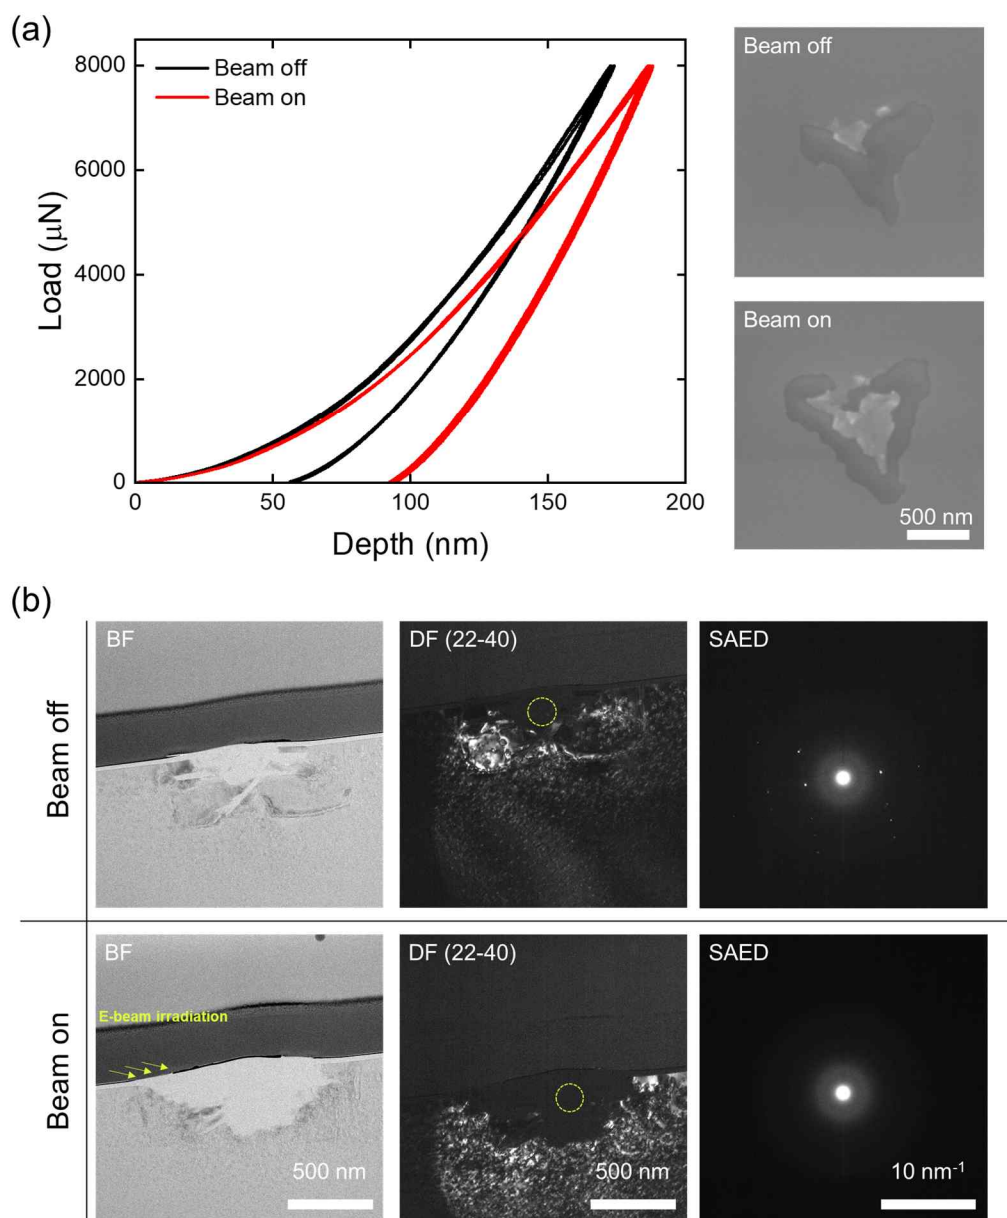 (a)
8000
6000
4000
2000
0
Load (μN)
Beam off
Beam on
0
50
100
150
200
Depth (nm)
Beam off
Beam on
500 nm
(b)
Beam off
BF
DF (22-40)
SAED
Beam on
BF
E-beam irradiation
500 nm
DF (22-40)
500 nm
SAED
10 nm⁻¹